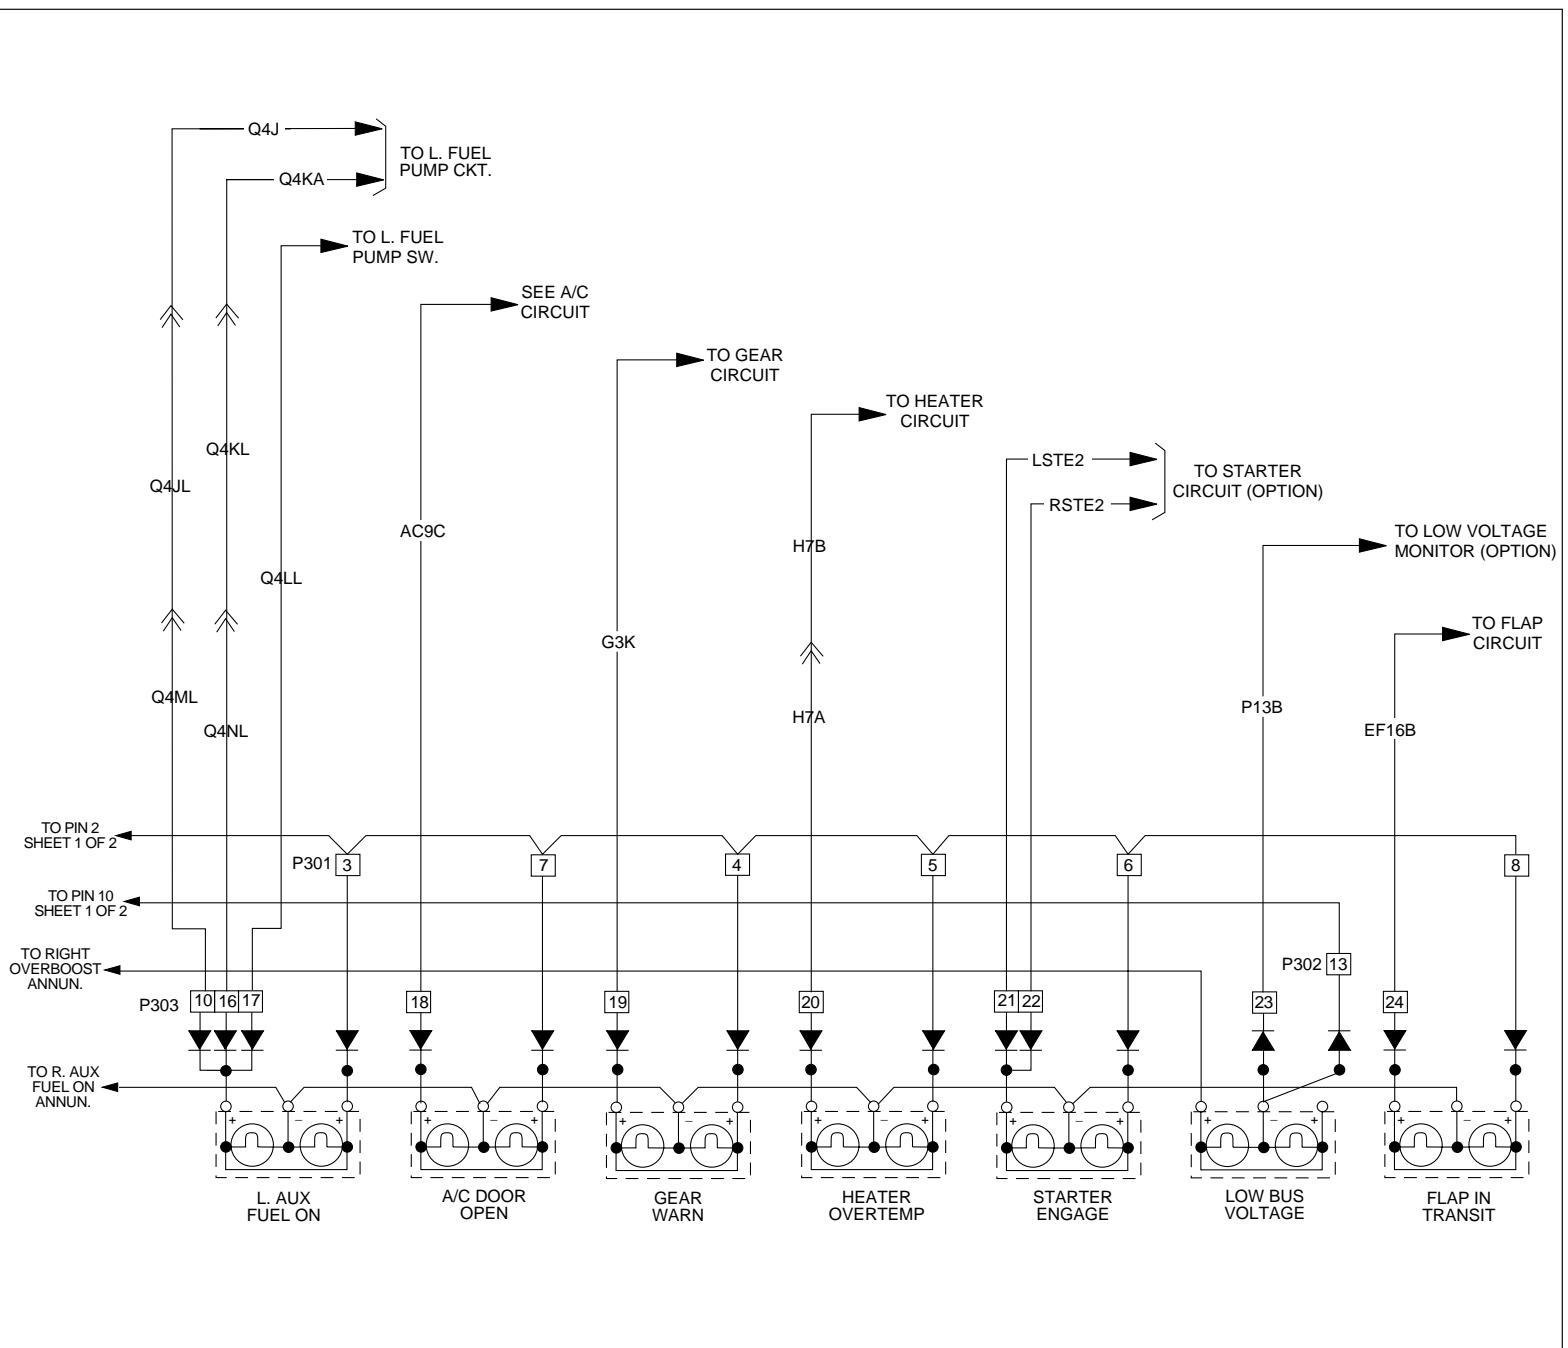 Q4J
TO L. FUEL
PUMP CKT.
Q4KA
TO L. FUEL
PUMP SW.
SEE A/C
CIRCUIT
TO GEAR
CIRCUIT
TO HEATER
CIRCUIT
Q4KL
LSTE2
TO STARTER
CIRCUIT (OPTION)
Q4JL
RSTE2
AC9C
TO LOW VOLTAGE
MONITOR (OPTION)
H7B
Q4LL
TO FLAP
CIRCUIT
G3K
Q4ML
P13B
H7A
Q4NL
EF16B
TO PIN 2
SHEET 1 OF 2
P301 3 7 4 5 6 8
TO PIN 10
SHEET 1 OF 2
TO RIGHT
OVERBOOST
ANNUN.
P302 13
P303 10 16 17 18 19 20 21 22 23 24
TO R. AUX
FUEL ON
ANNUN.
+ − + + − + + − + + − + + − + + − + + − +
L. AUX
FUEL ON
A/C DOOR
OPEN
GEAR
WARN
HEATER
OVERTEMP
STARTER
ENGAGE
LOW BUS
VOLTAGE
FLAP IN
TRANSIT